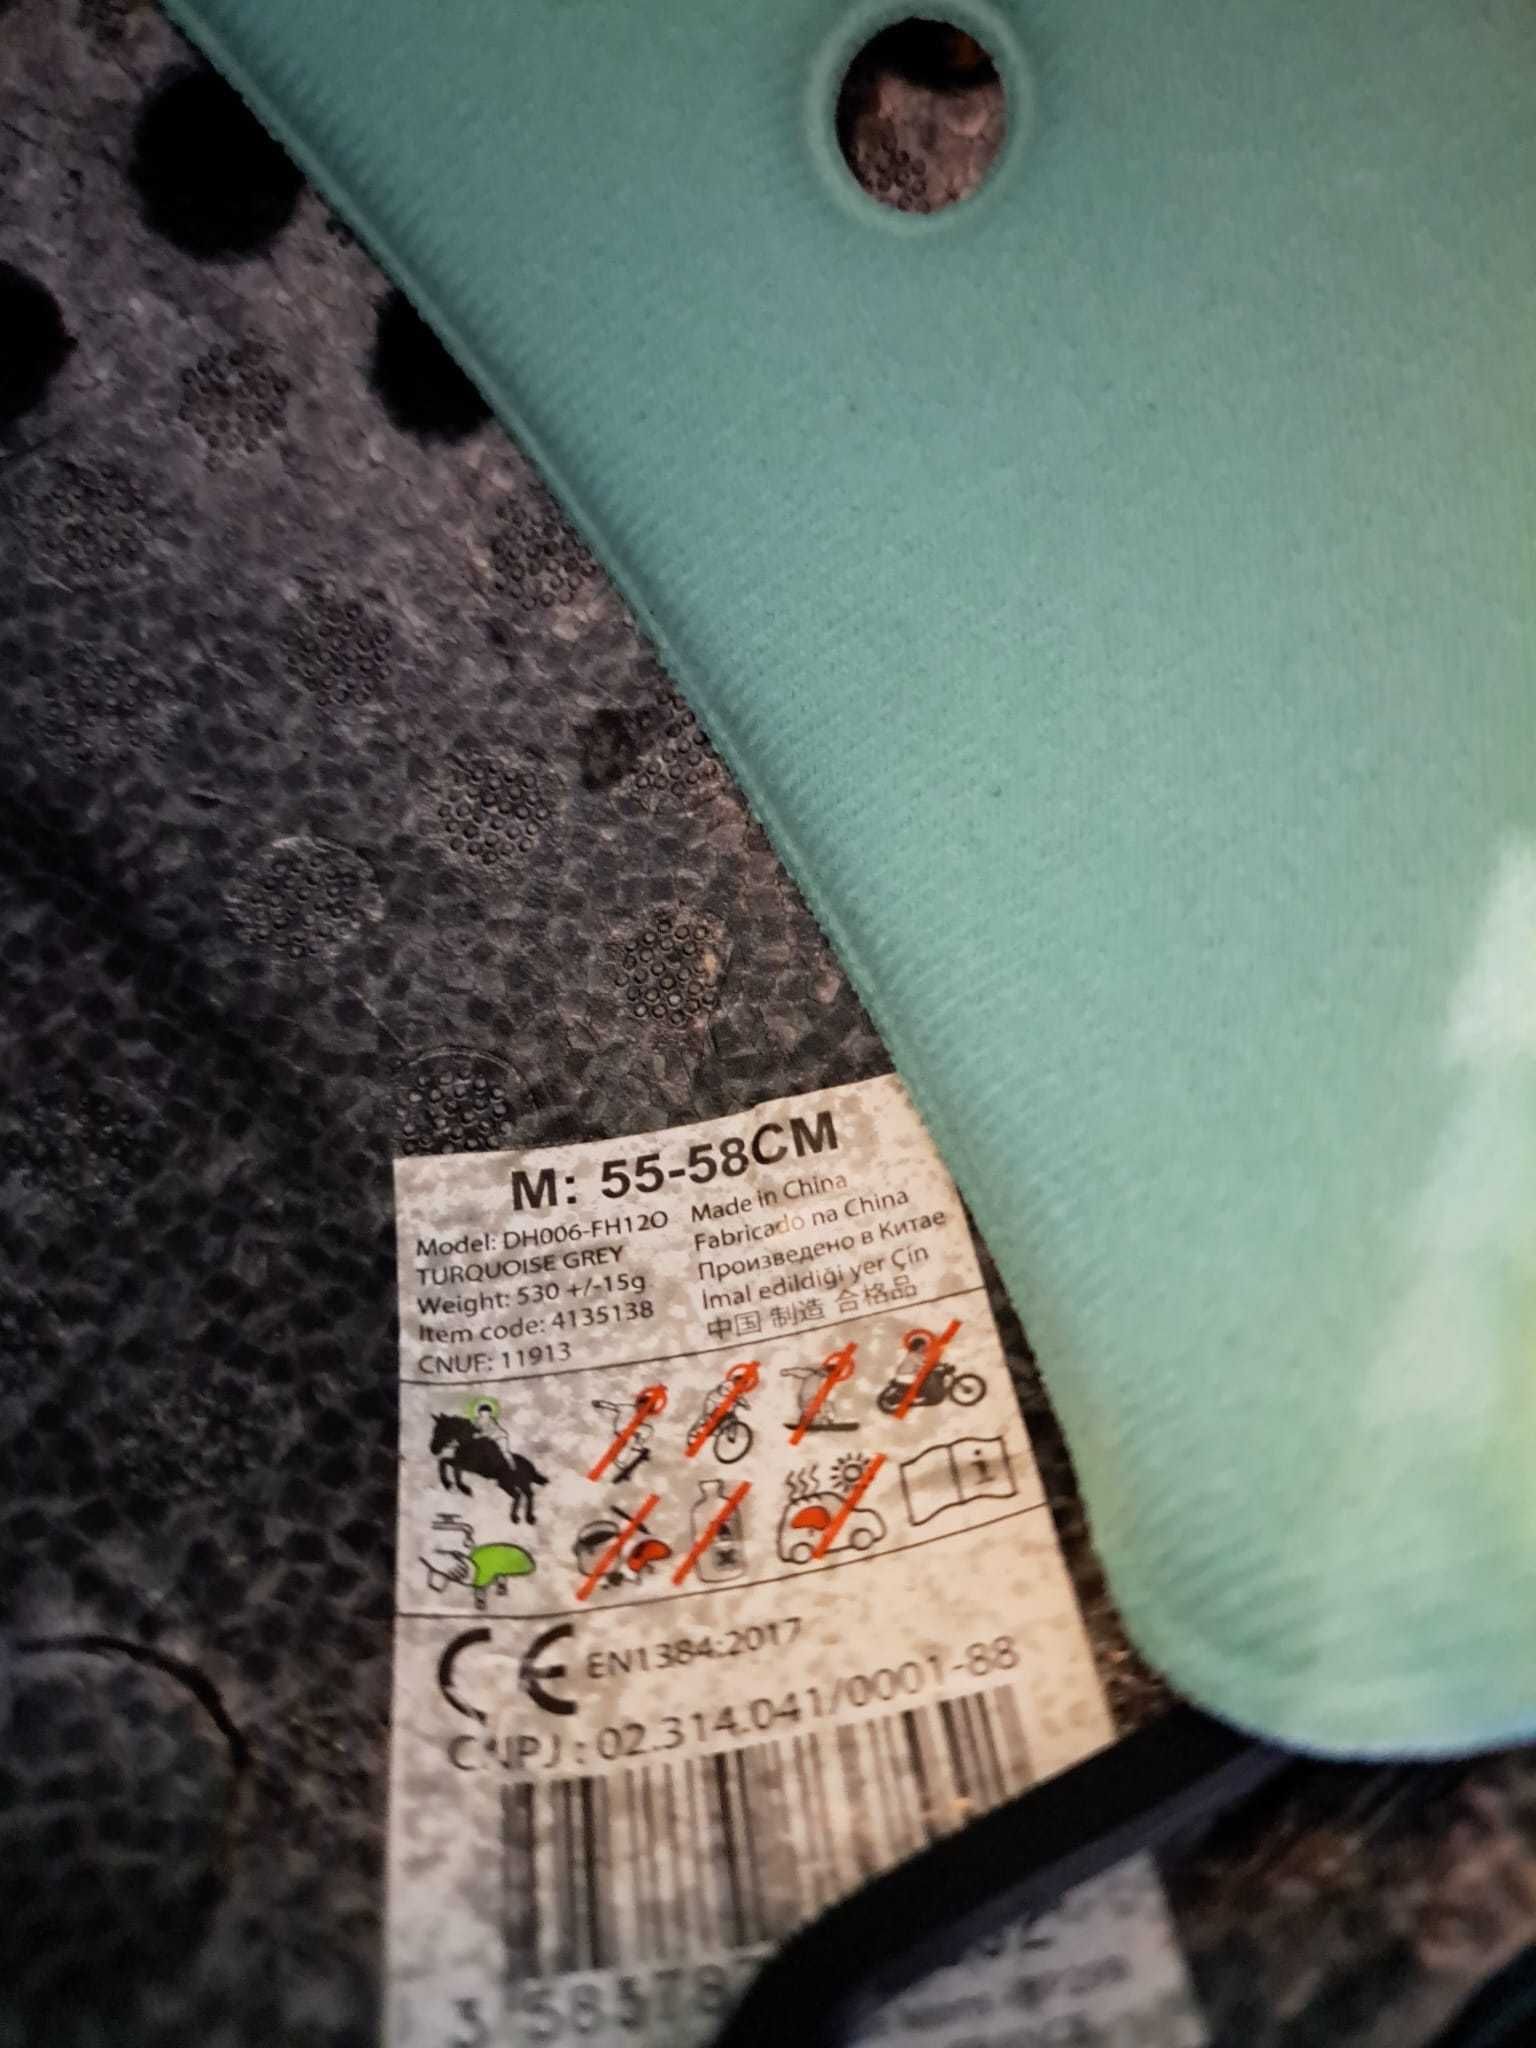 M: 55-58CM
Model: DH006-FH12O
TURQUOISE GREY
Weight: 530 +/-15g
Item code: 4135138
CNUF: 11913
Made in China
Fabricado na China
Произведено в Китае
İmal edildiği yer Çin
中国 制造 合格品
i
CE EN1384:2017
CNPJ : 02.314.041/0001-88